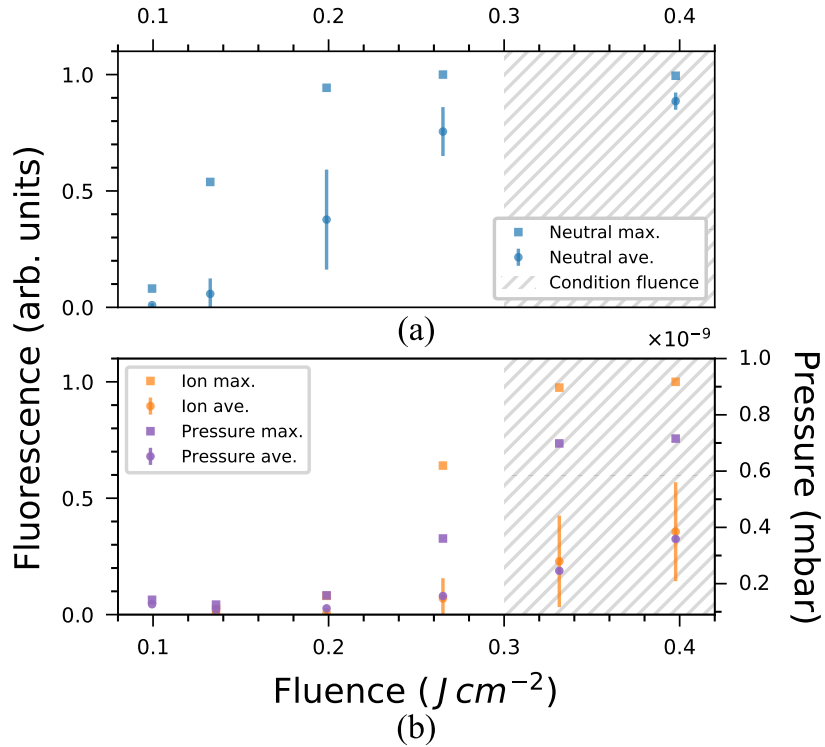 0.1 0.2 0.3 0.4
1.0
0.5
0.0
Neutral max.
Neutral ave.
Condition fluence
(a)
×10⁻⁹
Fluorescence (arb. units)
1.0
0.5
0.0
Ion max.
Ion ave.
Pressure max.
Pressure ave.
1.0
0.8
0.6
0.4
0.2
Pressure (mbar)
0.1 0.2 0.3 0.4
Fluence (J cm⁻²)
(b)